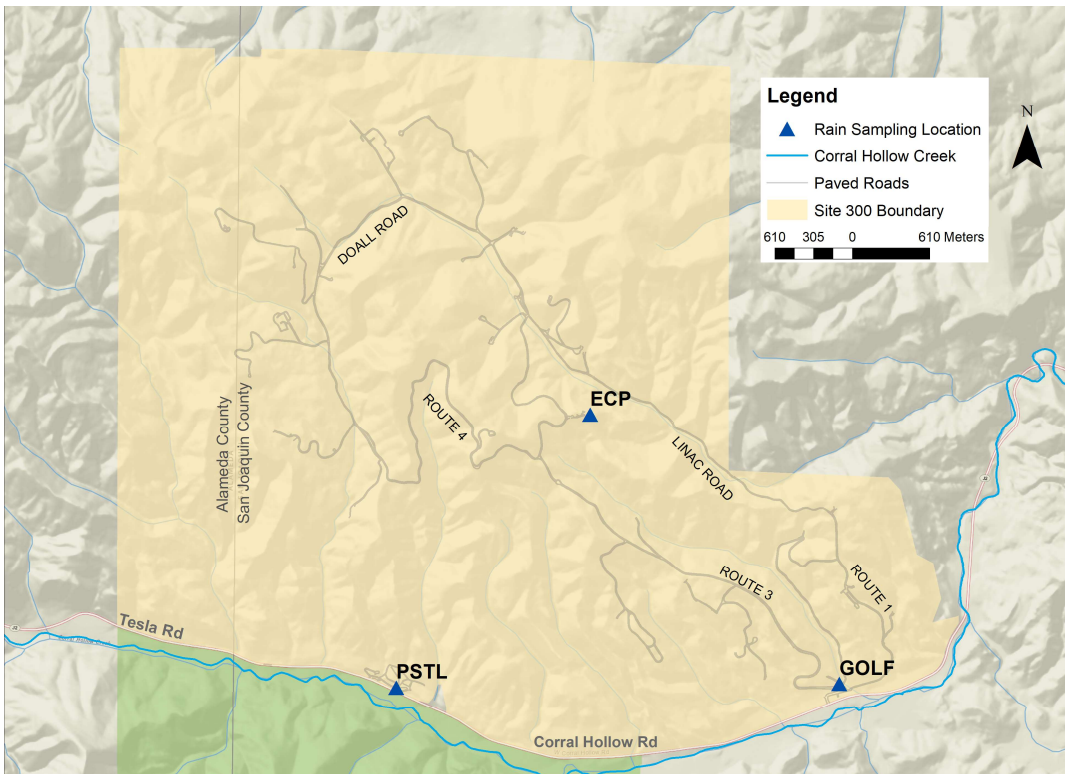 Legend
Rain Sampling Location
Corral Hollow Creek
Paved Roads
Site 300 Boundary
610 305 0 610 Meters
N
DOALL ROAD
ECP
ROUTE 4
Alameda County
San Joaquin County
LINAC ROAD
ROUTE 3
ROUTE 1
Tesla Rd
PSTL
GOLF
Corral Hollow Rd